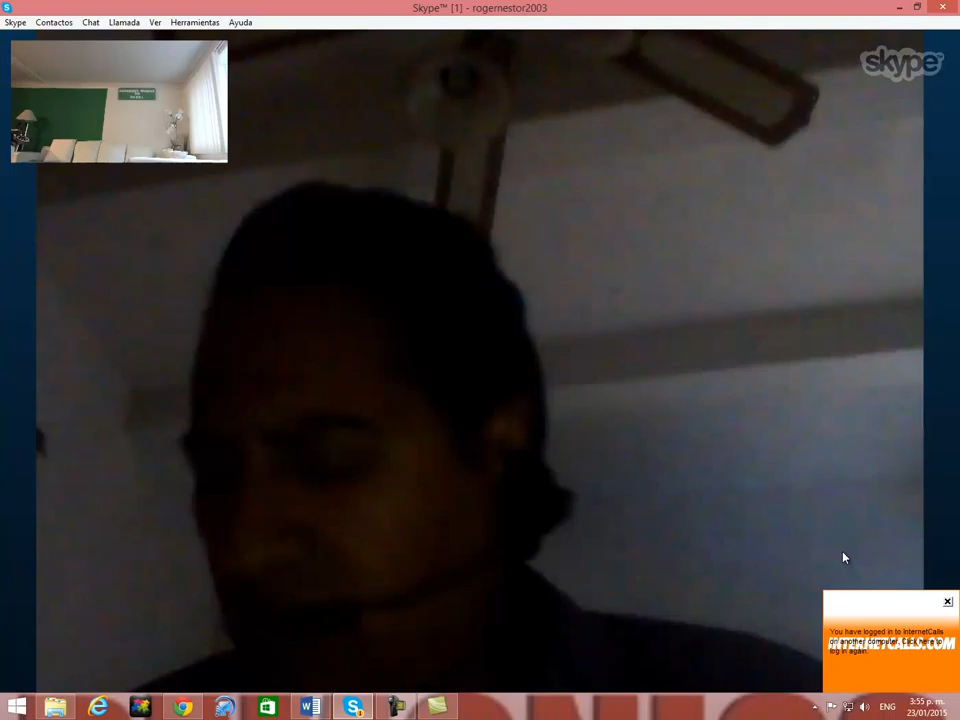 Skype™ [1] - rogernestor2003
Skype Contactos Chat Llamada Ver Herramientas Ayuda
skype
You have logged in to InternetCalls
on another computer. Click here to
log in again.
INTERNETCALLS.COM
ENG
3:55 p. m.
23/01/2015